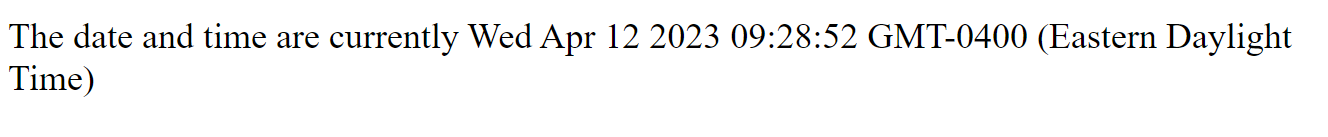 The date and time are currently Wed Apr 12 2023 09:28:52 GMT-0400 (Eastern Daylight
Time)